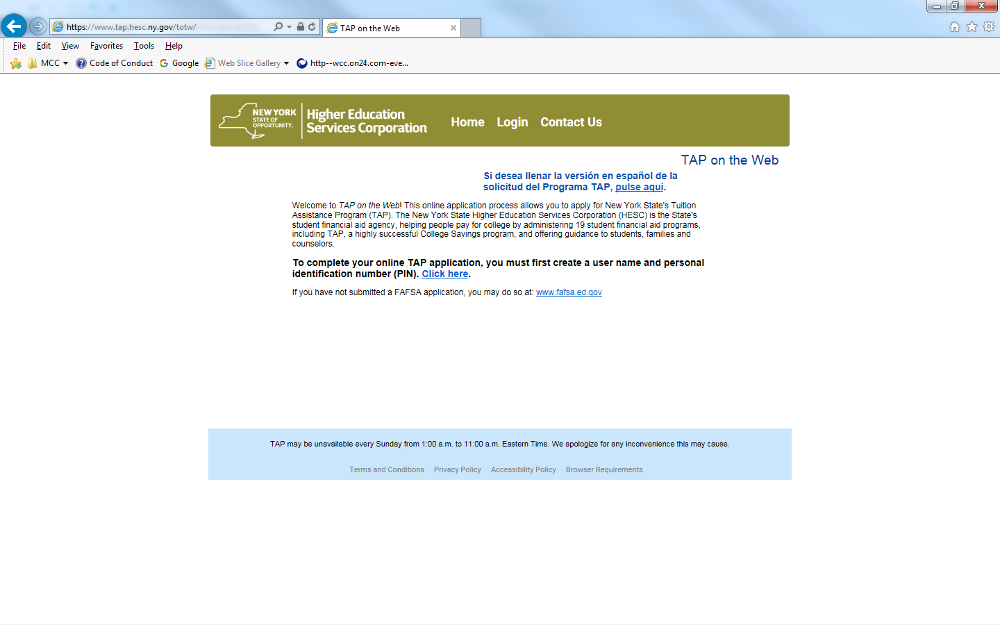 https://www.tap.hesc.ny.gov/totw/
TAP on the Web
File Edit View Favorites Tools Help
MCC Code of Conduct Google Web Slice Gallery http--wcc.on24.com-eve...
NEW YORK
STATE OF
OPPORTUNITY.
Higher Education
Services Corporation
Home Login Contact Us
TAP on the Web
Si desea llenar la versión en español de la
solicitud del Programa TAP, pulse aquí.
Welcome to TAP on the Web! This online application process allows you to apply for New York State's Tuition
Assistance Program (TAP). The New York State Higher Education Services Corporation (HESC) is the State's
student financial aid agency, helping people pay for college by administering 19 student financial aid programs,
including TAP, a highly successful College Savings program, and offering guidance to students, families and
counselors.
To complete your online TAP application, you must first create a user name and personal
identification number (PIN). Click here.
If you have not submitted a FAFSA application, you may do so at: www.fafsa.ed.gov
TAP may be unavailable every Sunday from 1:00 a.m. to 11:00 a.m. Eastern Time. We apologize for any inconvenience this may cause.
Terms and Conditions Privacy Policy Accessibility Policy Browser Requirements